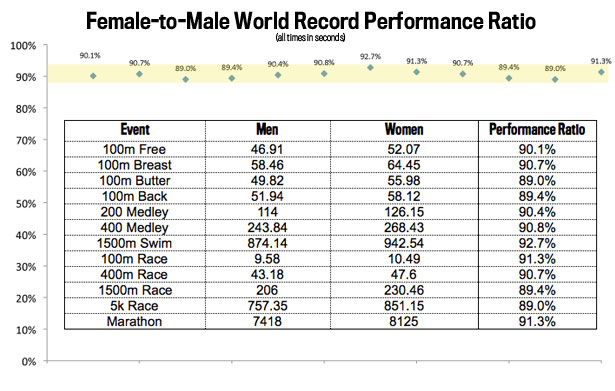 Female-to-Male World Record Performance Ratio
(all times in seconds)
100%
90.1% 90.7% 89.0% 89.4% 90.4% 90.8% 92.7% 91.3% 90.7% 89.4% 89.0% 91.3%
90%
80%
70%
60%
50%
40%
30%
20%
10%
0%
Event Men Women Performance Ratio
100m Free 46.91 52.07 90.1%
100m Breast 58.46 64.45 90.7%
100m Butter 49.82 55.98 89.0%
100m Back 51.94 58.12 89.4%
200 Medley 114 126.15 90.4%
400 Medley 243.84 268.43 90.8%
1500m Swim 874.14 942.54 92.7%
100m Race 9.58 10.49 91.3%
400m Race 43.18 47.6 90.7%
1500m Race 206 230.46 89.4%
5k Race 757.35 851.15 89.0%
Marathon 7418 8125 91.3%